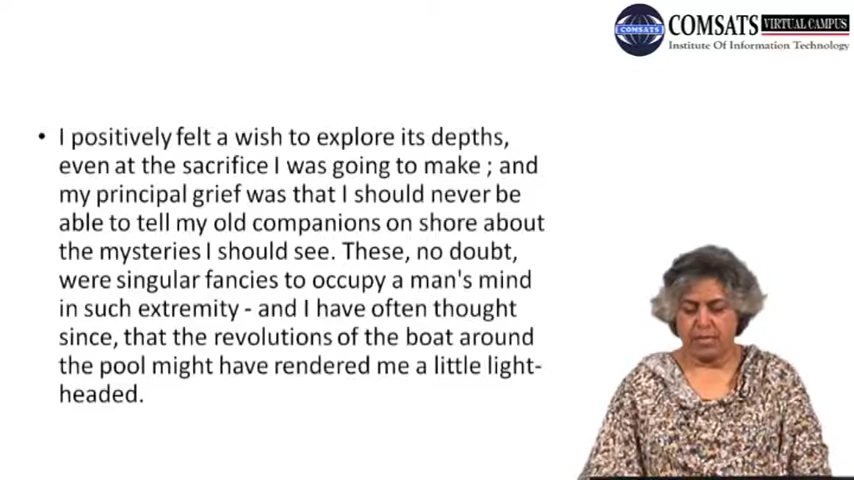 COMSATS VIRTUAL CAMPUS
COMSATS
Institute Of Information Technology
• I positively felt a wish to explore its depths,
even at the sacrifice I was going to make ; and
my principal grief was that I should never be
able to tell my old companions on shore about
the mysteries I should see. These, no doubt,
were singular fancies to occupy a man's mind
in such extremity - and I have often thought
since, that the revolutions of the boat around
the pool might have rendered me a little light-
headed.